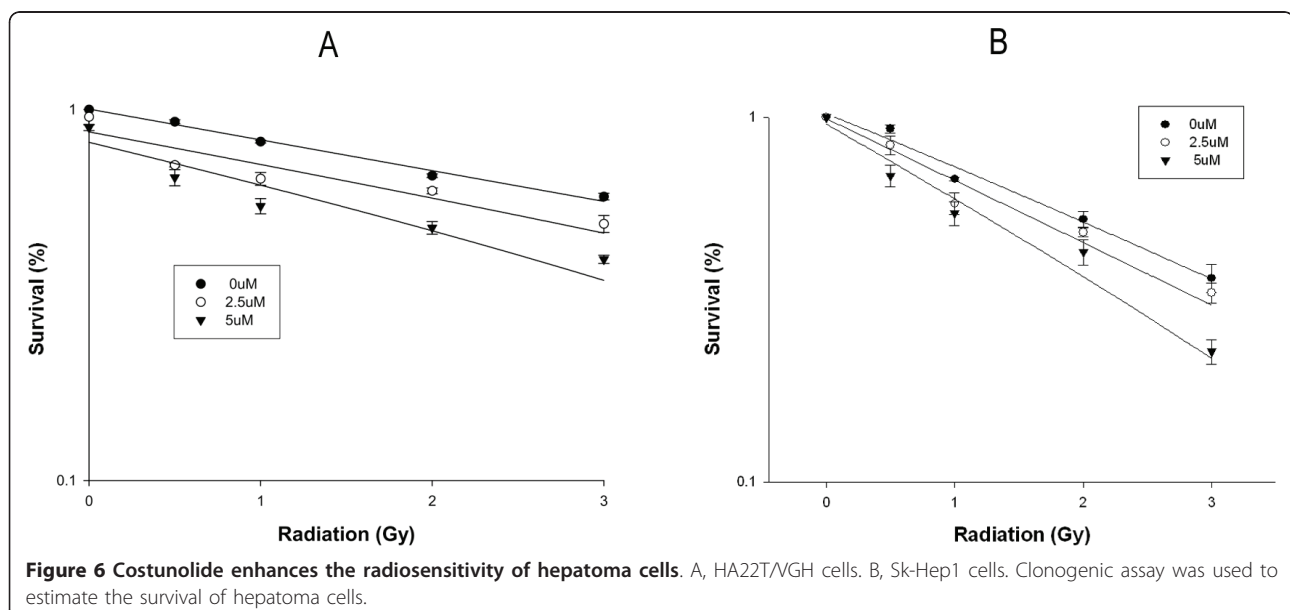 A
1
0uM
2.5uM
5uM
Survival (%)
0.1
0 1 2 3
Radiation (Gy)
B
1
0uM
2.5uM
5uM
Survival (%)
0.1
0 1 2 3
Radiation (Gy)
Figure 6 Costunolide enhances the radiosensitivity of hepatoma cells. A, HA22T/VGH cells. B, Sk-Hep1 cells. Clonogenic assay was used to
estimate the survival of hepatoma cells.